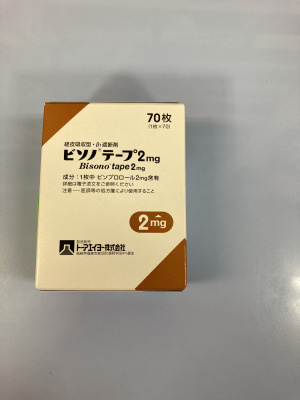 70枚
(1枚×70)
経皮吸収型・β₁遮断剤
ビソノ®テープ2mg
Bisono® tape 2mg
成分:1枚中 ビソプロロール2mg含有
詳細は電子添文をご参照ください
注意—医師等の処方箋により使用すること
2mg
製造販売
トーアエイヨー株式会社